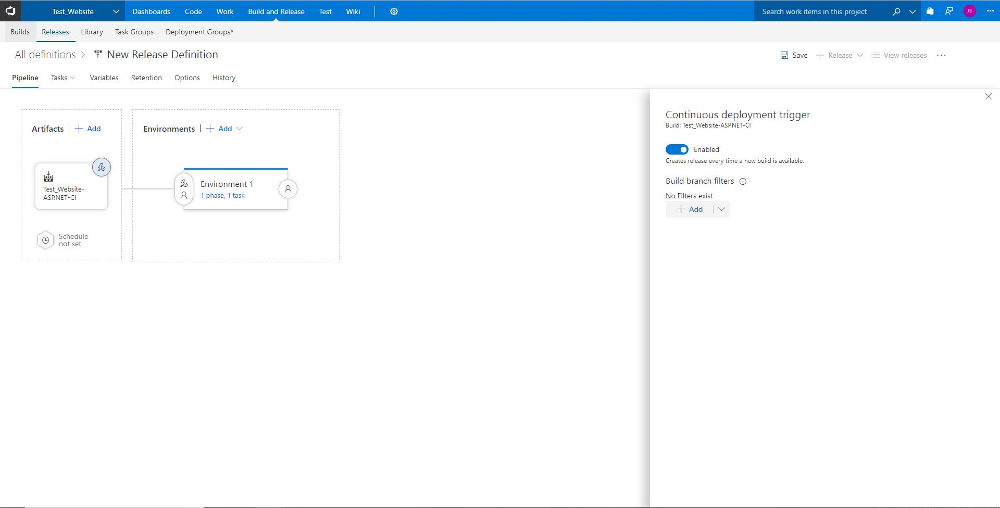 Test_Website Dashboards Code Work Build and Release Test Wiki Search work items in this project JB
Builds Releases Library Task Groups Deployment Groups*
All definitions New Release Definition Save Release View releases
Pipeline Tasks Variables Retention Options History
Continuous deployment trigger
Build: Test_Website-ASP.NET-CI
Artifacts | + Add
Environments | + Add
Enabled
Creates release every time a new build is available.
Test_Website-
ASP.NET-CI
Environment 1
1 phase, 1 task
Build branch filters
No Filters exist
+ Add
Schedule
not set